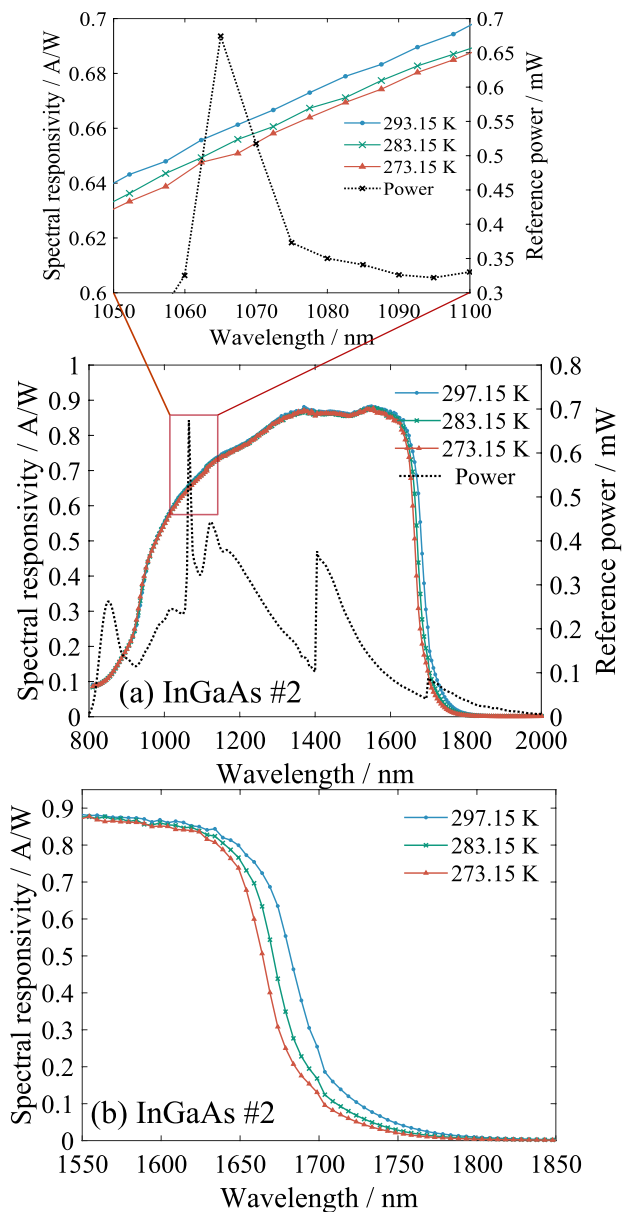 0.7
0.68
0.66
0.64
0.62
0.6
Spectral responsivity / A/W
0.7
0.65
0.6
0.55
0.5
0.45
0.4
0.35
0.3
Reference power / mW
293.15 K
283.15 K
273.15 K
Power
1050 1060 1070 1080 1090 1100
Wavelength / nm
1
0.9
0.8
0.7
0.6
0.5
0.4
0.3
0.2
0.1
0
Spectral responsivity / A/W
0.8
0.7
0.6
0.5
0.4
0.3
0.2
0.1
0
Reference power / mW
297.15 K
283.15 K
273.15 K
Power
(a) InGaAs #2
800 1000 1200 1400 1600 1800 2000
Wavelength / nm
0.9
0.8
0.7
0.6
0.5
0.4
0.3
0.2
0.1
0
Spectral responsivity / A/W
297.15 K
283.15 K
273.15 K
(b) InGaAs #2
1550 1600 1650 1700 1750 1800 1850
Wavelength / nm